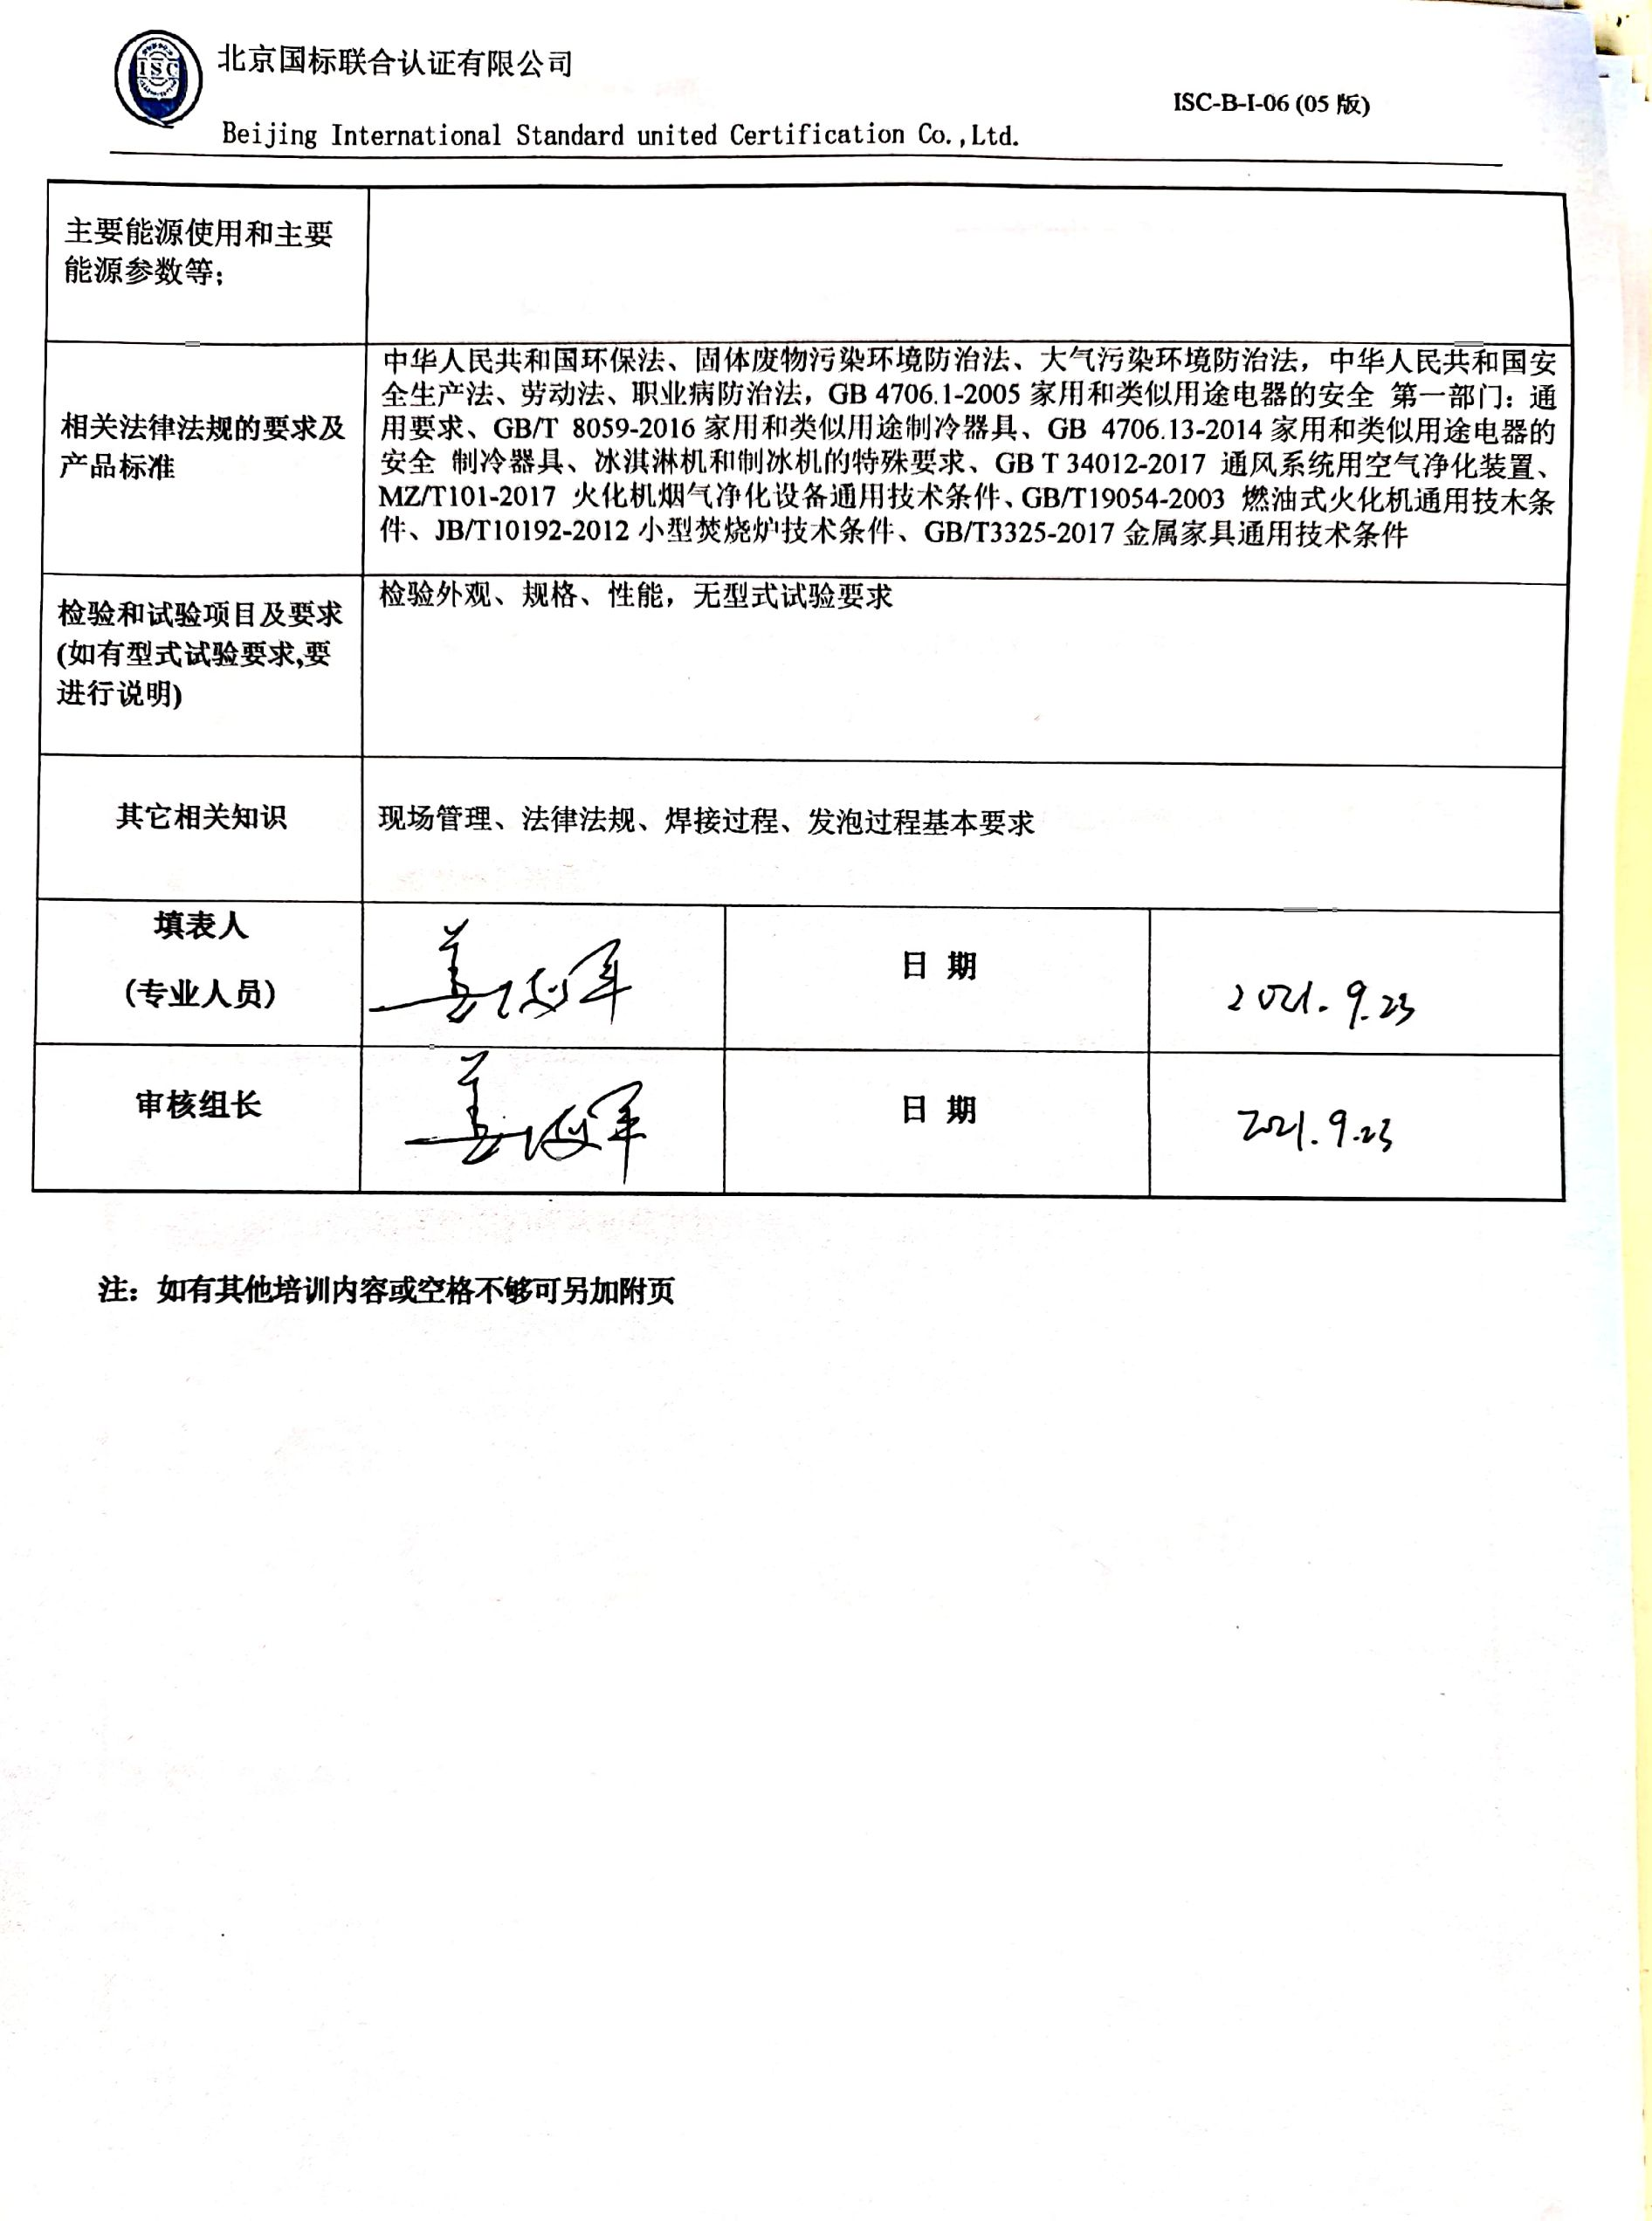 ISC
北京国标联合认证有限公司
ISC-B-I-06 (05 版)
Beijing International Standard united Certification Co.,Ltd.
主要能源使用和主要
能源参数等;
中华人民共和国环保法、固体废物污染环境防治法、大气污染环境防治法，中华人民共和国安
全生产法、劳动法、职业病防治法，GB 4706.1-2005 家用和类似用途电器的安全 第一部门：通
用要求、GB/T 8059-2016 家用和类似用途制冷器具、GB 4706.13-2014 家用和类似用途电器的
安全 制冷器具、冰淇淋机和制冰机的特殊要求、GB T 34012-2017 通风系统用空气净化装置、
MZ/T101-2017 火化机烟气净化设备通用技术条件、GB/T19054-2003 燃油式火化机通用技术条
件、JB/T10192-2012 小型焚烧炉技术条件、GB/T3325-2017 金属家具通用技术条件
相关法律法规的要求及
产品标准
检验外观、规格、性能，无型式试验要求
检验和试验项目及要求
(如有型式试验要求,要
进行说明)
其它相关知识
现场管理、法律法规、焊接过程、发泡过程基本要求
填表人
(专业人员)
日 期
2021.9.23
审核组长
日 期
2021.9.23
注：如有其他培训内容或空格不够可另加附页